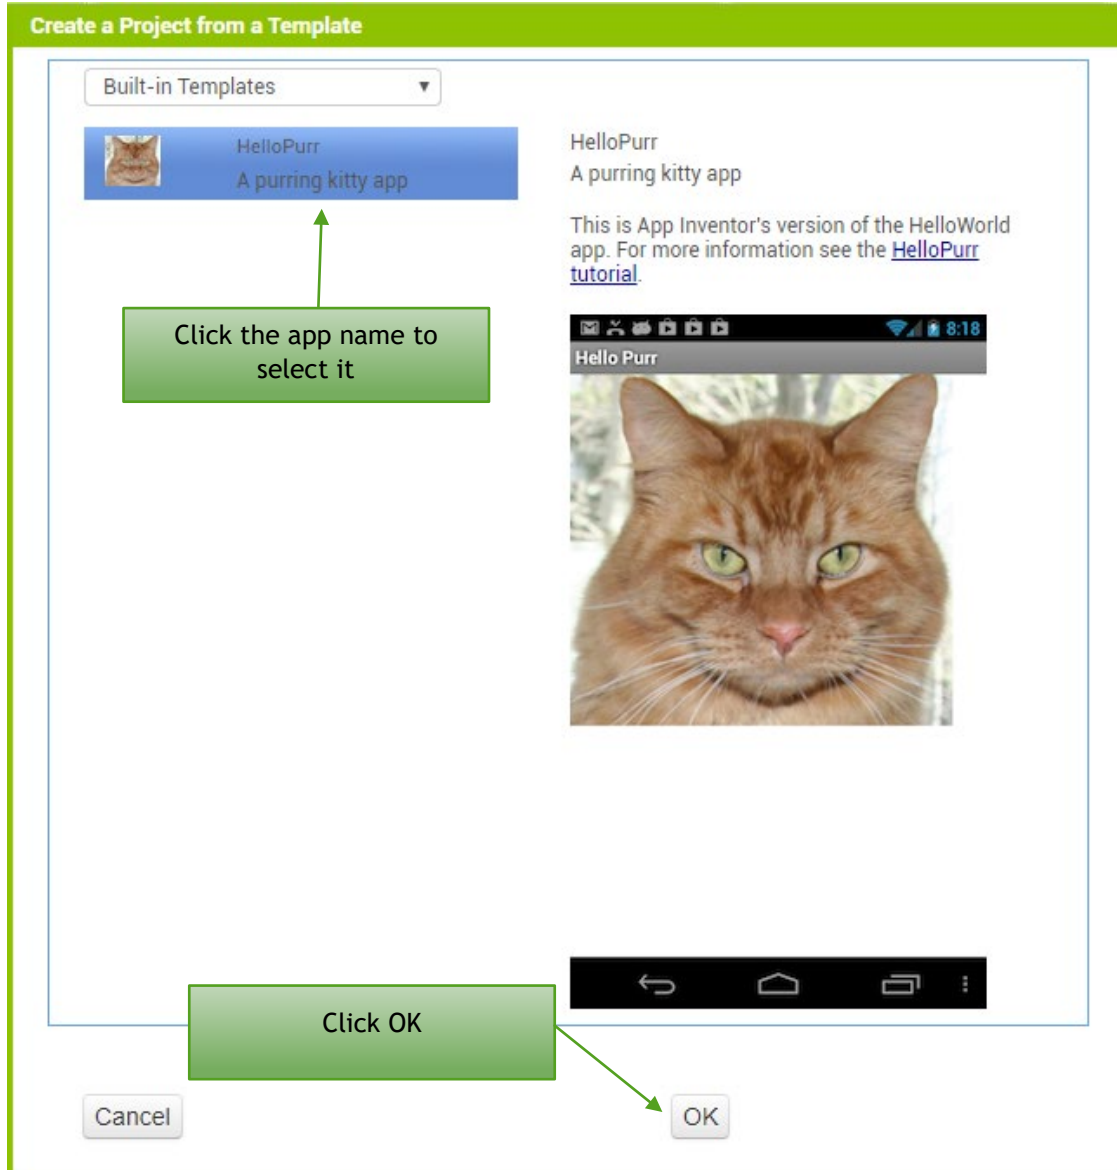 Create a Project from a Template
Built-in Templates
HelloPurr
A purring kitty app
Click the app name to
select it
HelloPurr
A purring kitty app
This is App Inventor's version of the HelloWorld
app. For more information see the HelloPurr
tutorial.
8:18
Hello Purr
Click OK
Cancel
OK